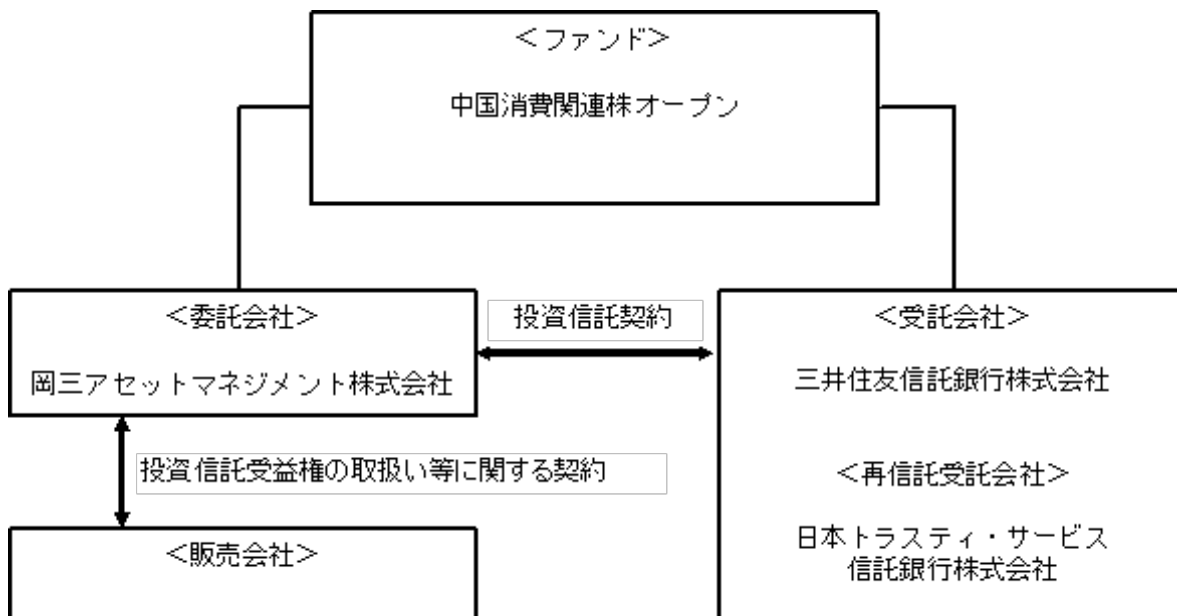 ＜ファンド＞
中国消費関連株オープン
＜委託会社＞
岡三アセットマネジメント株式会社
投資信託契約
＜受託会社＞
三井住友信託銀行株式会社
＜再信託受託会社＞
日本トラスティ・サービス
信託銀行株式会社
投資信託受益権の取扱い等に関する契約
＜販売会社＞